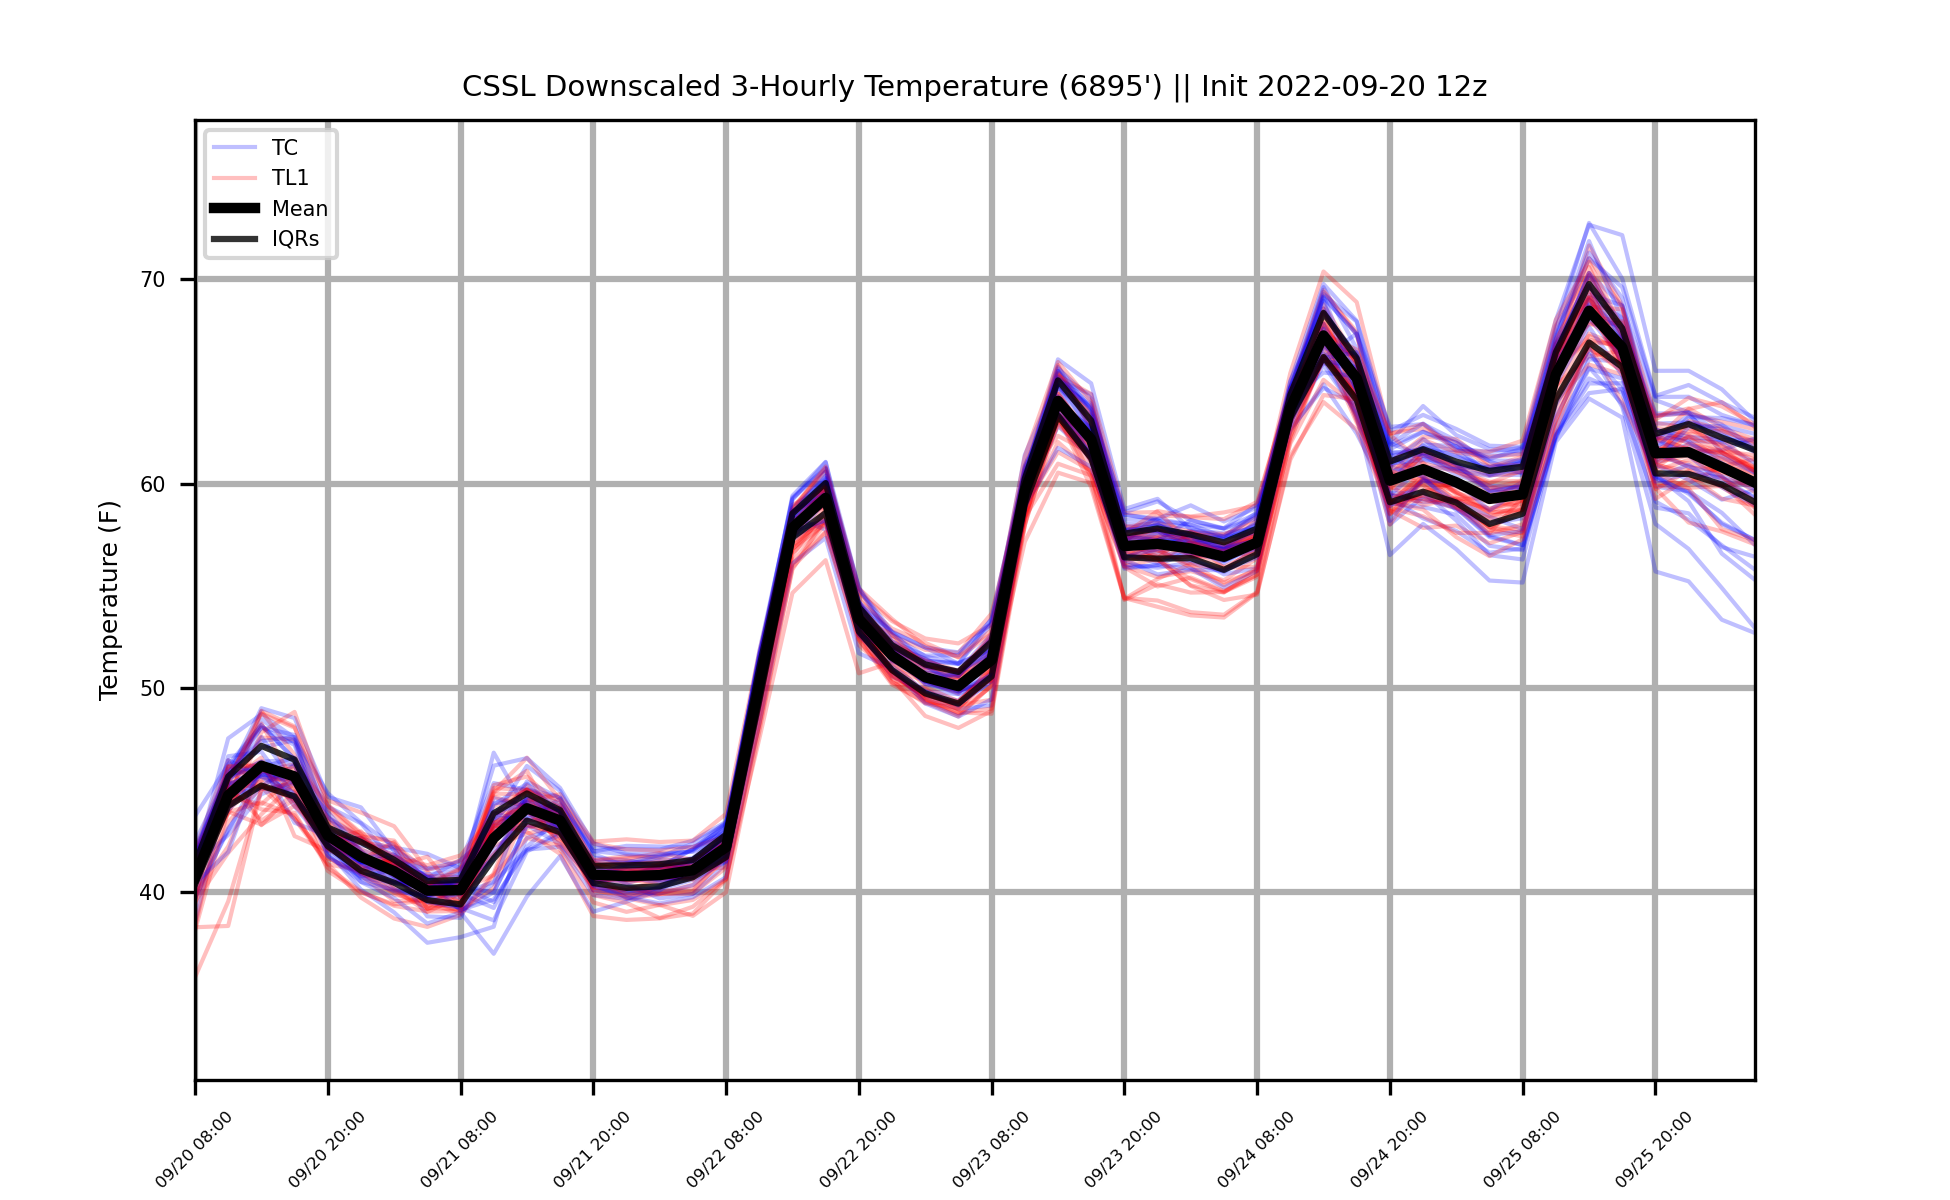 CSSL Downscaled 3-Hourly Temperature (6895') || Init 2022-09-20 12z
TC
TL1
Mean
IQRs
Temperature (F)
70
60
50
40
09/20 08:00
09/20 20:00
09/21 08:00
09/21 20:00
09/22 08:00
09/22 20:00
09/23 08:00
09/23 20:00
09/24 08:00
09/24 20:00
09/25 08:00
09/25 20:00